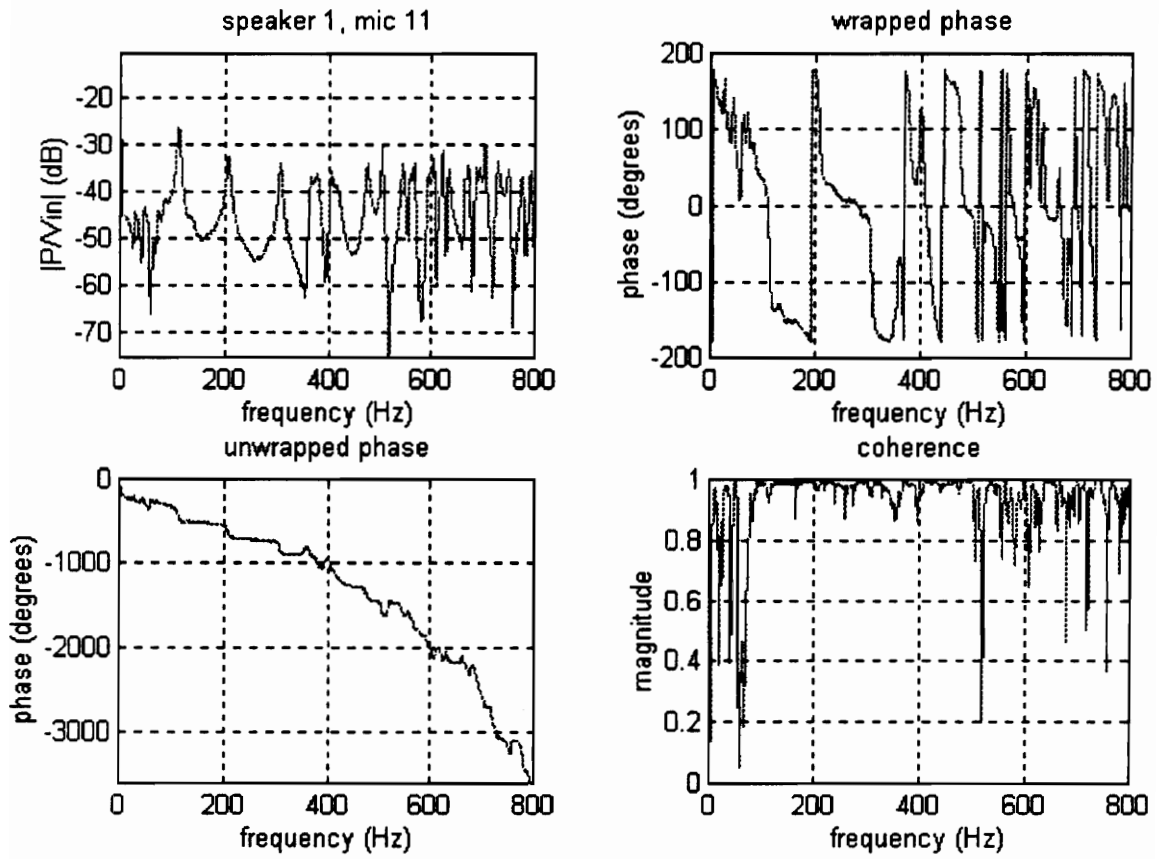 speaker 1, mic 11
|P/Vin| (dB)
-20
-30
-40
-50
-60
-70
0 200 400 600 800
frequency (Hz)
wrapped phase
phase (degrees)
200
100
0
-100
-200
0 200 400 600 800
frequency (Hz)
unwrapped phase
phase (degrees)
0
-1000
-2000
-3000
0 200 400 600 800
frequency (Hz)
coherence
magnitude
1
0.8
0.6
0.4
0.2
0
0 200 400 600 800
frequency (Hz)